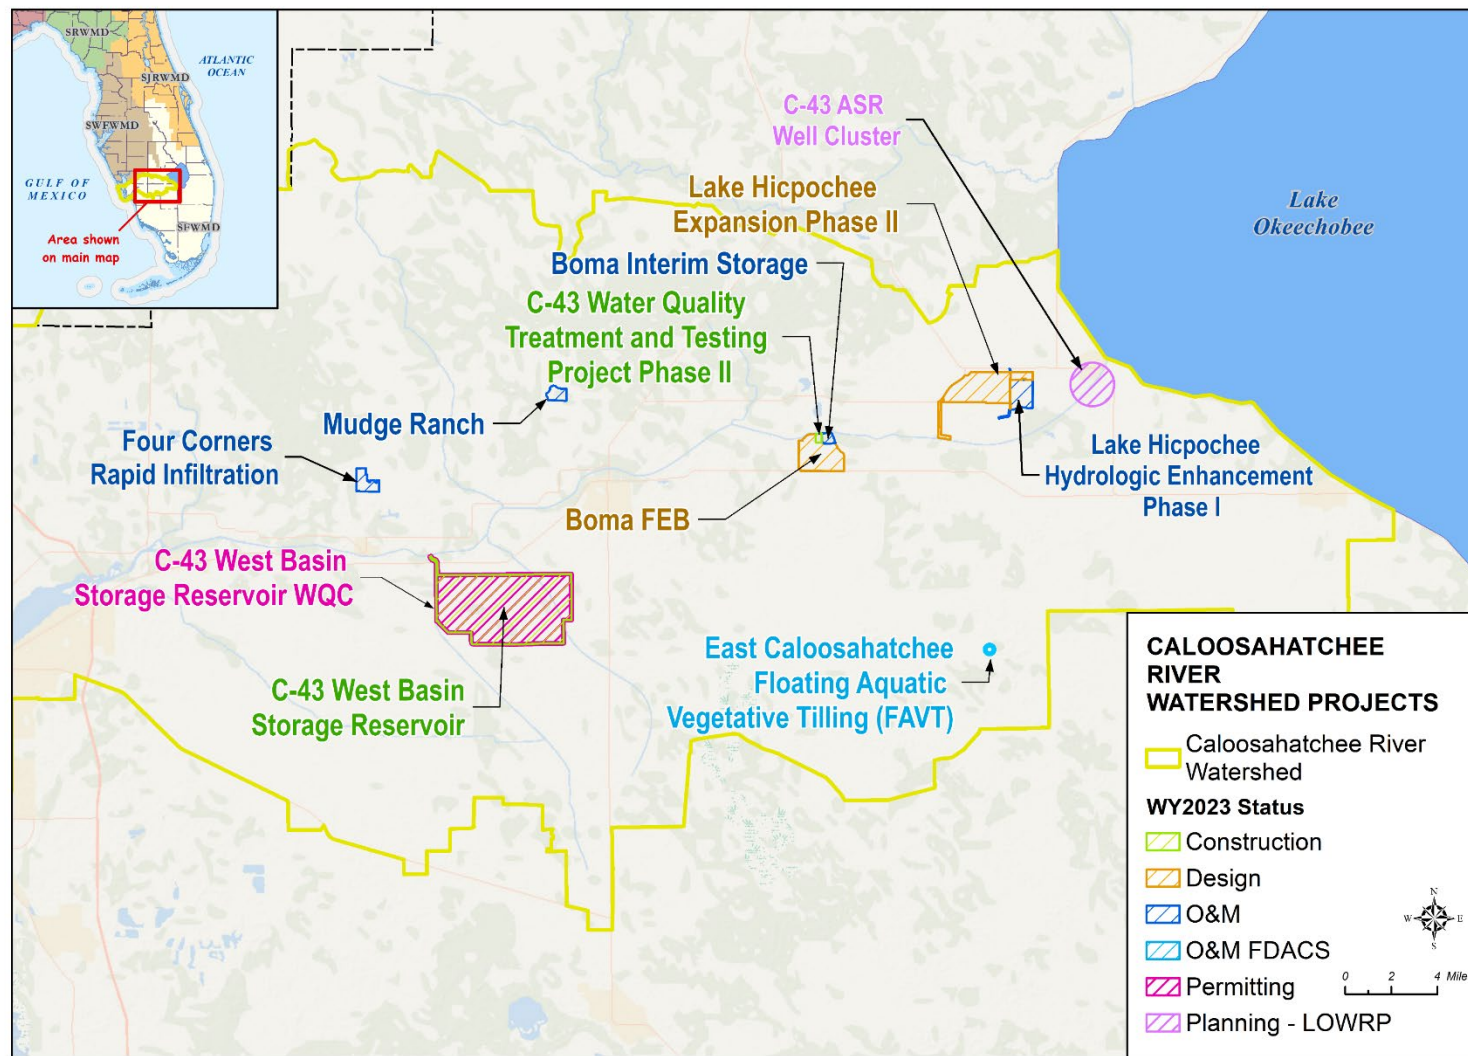 SRWMD
ATLANTIC
OCEAN
SJRWMD
SWFWMD
GULF OF
MEXICO
SFWMD
Area shown
on main map
C-43 ASR
Well Cluster
Lake Hicpochee
Expansion Phase II
Lake
Okeechobee
Boma Interim Storage
C-43 Water Quality
Treatment and Testing
Project Phase II
Mudge Ranch
Four Corners
Rapid Infiltration
Lake Hicpochee
Hydrologic Enhancement
Phase I
Boma FEB
C-43 West Basin
Storage Reservoir WQC
C-43 West Basin
Storage Reservoir
East Caloosahatchee
Floating Aquatic
Vegetative Tilling (FAVT)
CALOOSAHATCHEE
RIVER
WATERSHED PROJECTS
Caloosahatchee River
Watershed
WY2023 Status
Construction
Design
O&M
O&M FDACS
Permitting
Planning - LOWRP
N
W E
S
0 2 4 Miles